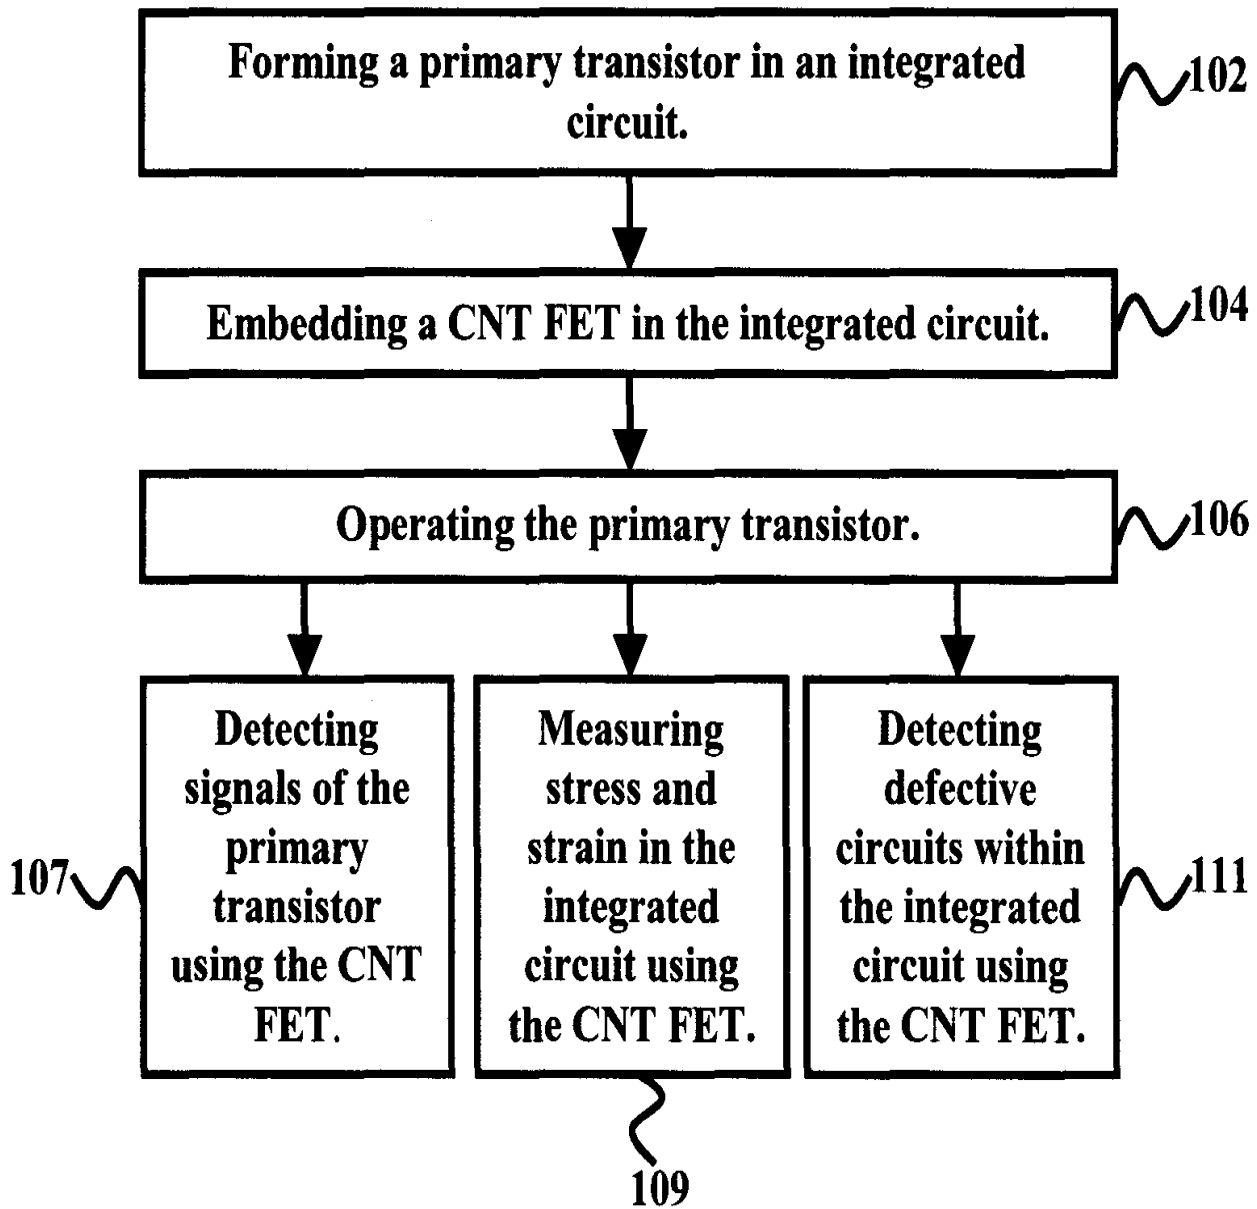 Forming a primary transistor in an integrated
circuit.
102
Embedding a CNT FET in the integrated circuit.
104
Operating the primary transistor.
106
Detecting
signals of the
primary
transistor
using the CNT
FET.
107
Measuring
stress and
strain in the
integrated
circuit using
the CNT FET.
109
Detecting
defective
circuits within
the integrated
circuit using
the CNT FET.
111